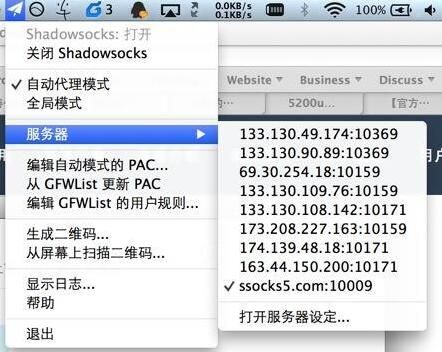 3
0.0KB/s
0.1KB/s
100%
Shadowsocks: 打开
关闭 Shadowsocks
自动代理模式
全局模式
服务器
编辑自动模式的 PAC...
从 GFWList 更新 PAC
编辑 GFWList 的用户规则...
生成二维码...
从屏幕上扫描二维码...
显示日志...
帮助
退出
Website
Business
Discuss
的…
5200u...
【官方…
133.130.49.174:10369
133.130.90.89:10369
69.30.254.18:10159
133.130.109.76:10159
133.130.108.142:10171
173.208.227.163:10159
174.139.48.18:10171
163.44.150.200:10171
ssocks5.com:10009
打开服务器设定...
用户